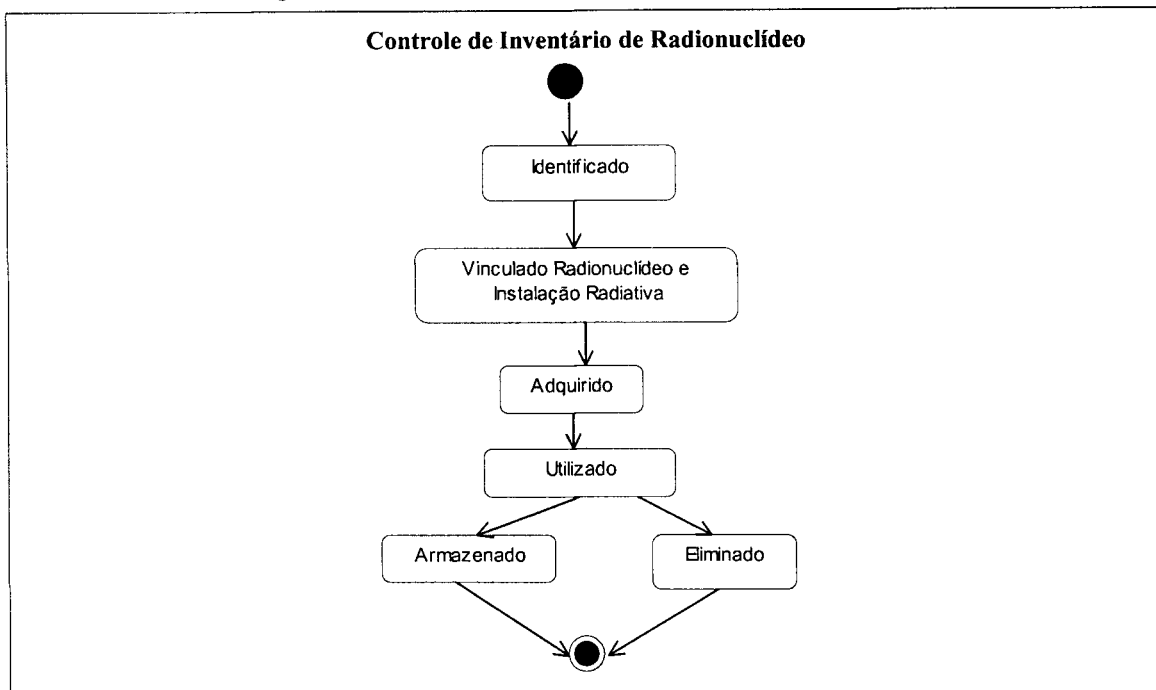 Controle de Inventário de Radionuclídeo
Identificado
Vinculado Radionuclídeo e
Instalação Radiativa
Adquirido
Utilizado
Armazenado
Eliminado